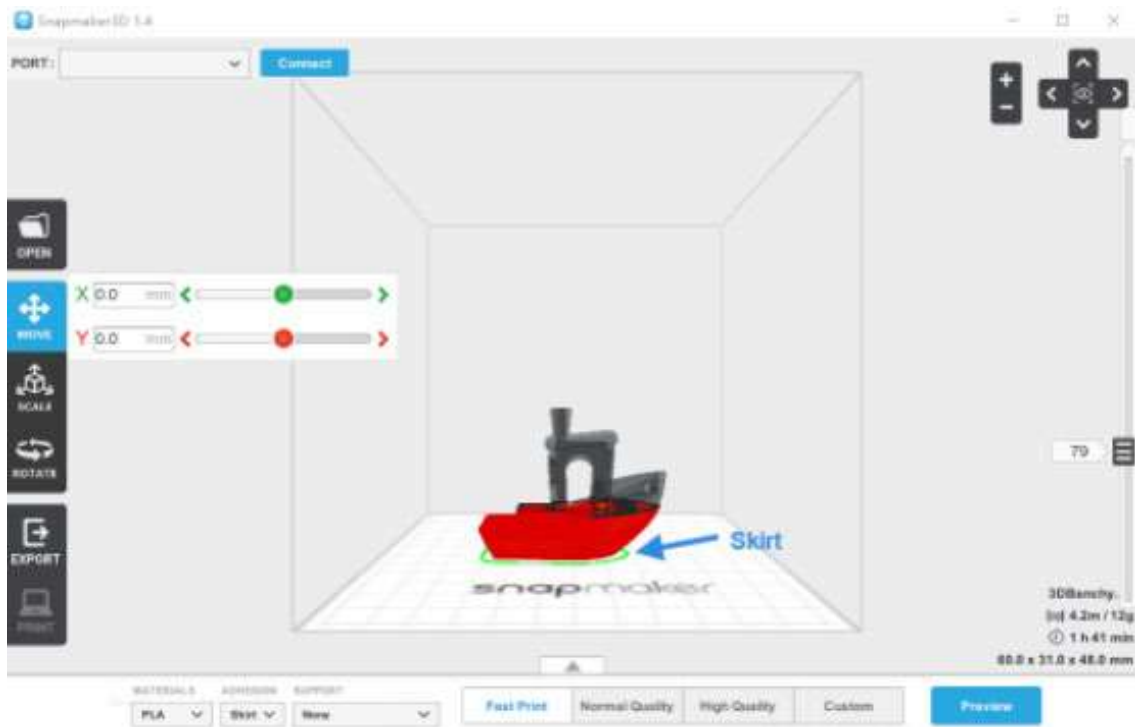 Snapmaker3D 1.4
PORT:
Connect
OPEN
X 0.0 mm
MOVE
Y 0.0 mm
SCALE
ROTATE
79
EXPORT
Skirt
snapmaker
PRINT
3DBenchy..
4.2m / 12g
1 h 41 min
60.0 x 31.0 x 48.0 mm
MATERIALS ADHESION SUPPORT
PLA Skirt None
Fast Print Normal Quality High Quality Custom Preview